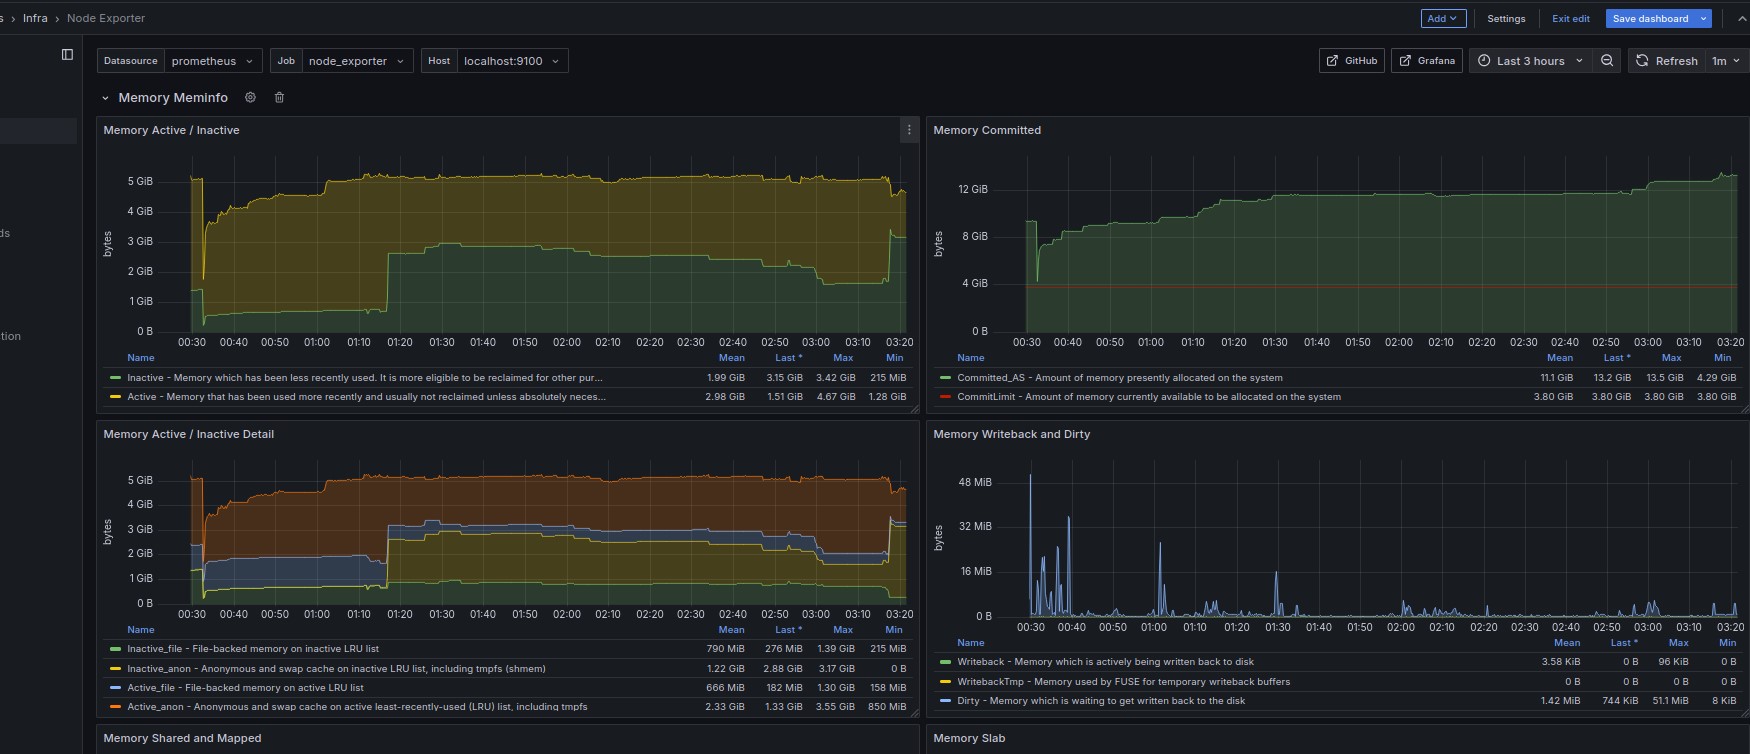 s › Infra › Node Exporter
Add Settings Exit edit Save dashboard
Datasource prometheus Job node_exporter Host localhost:9100 GitHub Grafana Last 3 hours Refresh 1m
Memory Meminfo
Memory Active / Inactive
5 GiB
4 GiB
3 GiB
2 GiB
1 GiB
0 B
bytes
00:30 00:40 00:50 01:00 01:10 01:20 01:30 01:40 01:50 02:00 02:10 02:20 02:30 02:40 02:50 03:00 03:10 03:20
Name Mean Last * Max Min
Inactive - Memory which has been less recently used. It is more eligible to be reclaimed for other pur... 1.99 GiB 3.15 GiB 3.42 GiB 215 MiB
Active - Memory that has been used more recently and usually not reclaimed unless absolutely neces... 2.98 GiB 1.51 GiB 4.67 GiB 1.28 GiB
Memory Committed
12 GiB
8 GiB
4 GiB
0 B
bytes
00:30 00:40 00:50 01:00 01:10 01:20 01:30 01:40 01:50 02:00 02:10 02:20 02:30 02:40 02:50 03:00 03:10 03:20
Name Mean Last * Max Min
Committed_AS - Amount of memory presently allocated on the system 11.1 GiB 13.2 GiB 13.5 GiB 4.29 GiB
CommitLimit - Amount of memory currently available to be allocated on the system 3.80 GiB 3.80 GiB 3.80 GiB 3.80 GiB
ds
tion
Memory Active / Inactive Detail
5 GiB
4 GiB
3 GiB
2 GiB
1 GiB
0 B
bytes
00:30 00:40 00:50 01:00 01:10 01:20 01:30 01:40 01:50 02:00 02:10 02:20 02:30 02:40 02:50 03:00 03:10 03:20
Name Mean Last * Max Min
Inactive_file - File-backed memory on inactive LRU list 790 MiB 276 MiB 1.39 GiB 215 MiB
Inactive_anon - Anonymous and swap cache on inactive LRU list, including tmpfs (shmem) 1.22 GiB 2.88 GiB 3.17 GiB 0 B
Active_file - File-backed memory on active LRU list 666 MiB 182 MiB 1.30 GiB 158 MiB
Active_anon - Anonymous and swap cache on active least-recently-used (LRU) list, including tmpfs 2.33 GiB 1.33 GiB 3.55 GiB 850 MiB
Memory Writeback and Dirty
48 MiB
32 MiB
16 MiB
0 B
bytes
00:30 00:40 00:50 01:00 01:10 01:20 01:30 01:40 01:50 02:00 02:10 02:20 02:30 02:40 02:50 03:00 03:10 03:20
Name Mean Last * Max Min
Writeback - Memory which is actively being written back to disk 3.58 KiB 0 B 96 KiB 0 B
WritebackTmp - Memory used by FUSE for temporary writeback buffers 0 B 0 B 0 B 0 B
Dirty - Memory which is waiting to get written back to the disk 1.42 MiB 744 KiB 51.1 MiB 8 KiB
Memory Shared and Mapped
Memory Slab